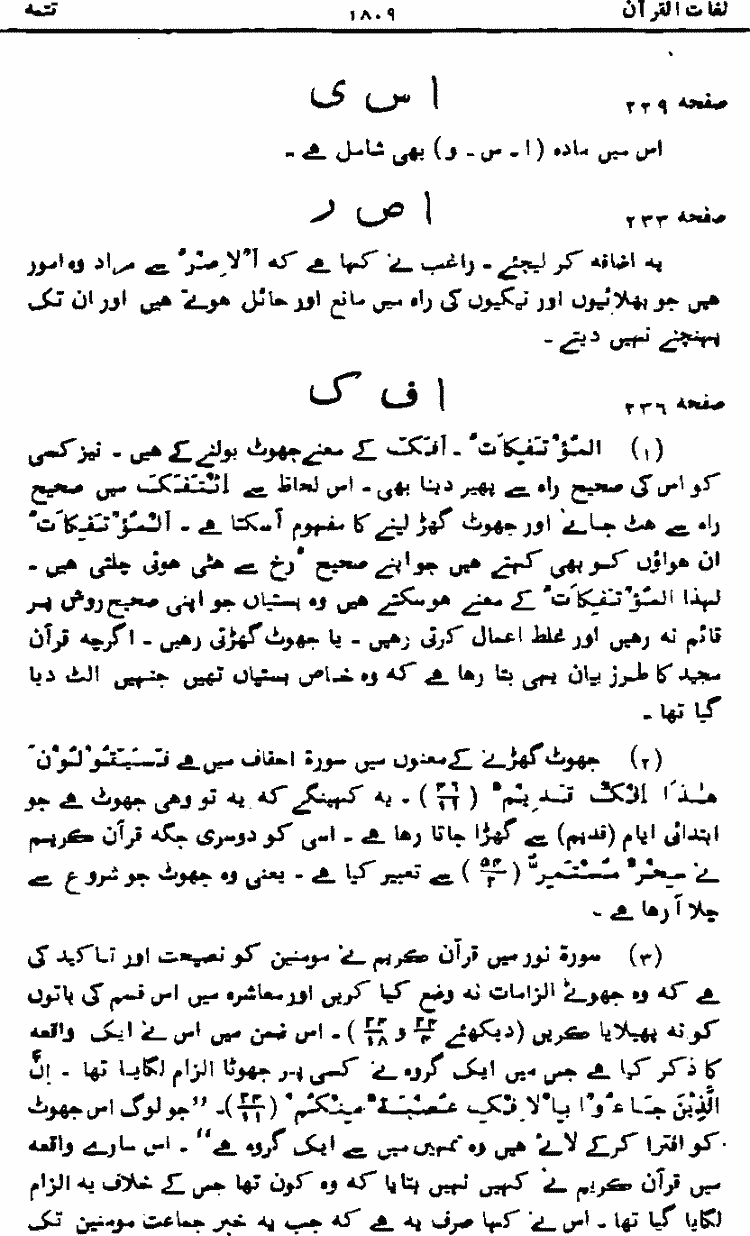 لغات القرآن ۱۸۰۹ تتمہ
ا س ی
صفحہ ۲۳۹
اس میں مادہ (ا ۔ س ۔ و) بھی شامل ہے ۔
ا ص ر
صفحہ ۲۳۳
یہ اضافہ کر لیجئے ۔ راغب نے کہا ہے کہ اَلْاِصْرُ سے مراد وہ امور
ہیں جو بھلائیوں اور نیکیوں کی راہ میں مانع اور حائل ہوتے ہیں اور ان تک
پہنچنے نہیں دیتے ۔
ا ف ک
صفحہ ۲۳۶
(۱) المُؤْتَفِکَاتُ ۔ اَفَکَ کے معنے جھوٹ بولنے کے ہیں ۔ نیز کسی
کو اس کی صحیح راہ سے پھیر دینا بھی ۔ اس لحاظ سے اِئْتَفَکَ میں صحیح
راہ سے ہٹ جانے اور جھوٹ گھڑ لینے کا مفہوم آ سکتا ہے ۔ اَلْمُؤْتَفِکَاتُ
ان ہواؤں کو بھی کہتے ہیں جو اپنے صحیح رُخ سے ہٹی ہوئی چلتی ہیں ۔
لہذا المُؤْتَفِکَاتُ کے معنے ہوسکتے ہیں وہ بستیاں جو اپنی صحیح روش پر
قائم نہ رہیں اور غلط اعمال کرتی رہیں ۔ یا جھوٹ گھڑتی رہیں ۔ اگرچہ قرآن
مجید کا طرز بیان یہی بتا رہا ہے کہ وہ خاص بستیاں تھیں جنہیں الٹ دیا
گیا تھا ۔
(۲) جھوٹ گھڑنے کے معنوں میں سورۃ احقاف میں ہے فَسَیَقُوْلُوْنَ
ھٰذَا اِفْکٌ قَدِیْمٌ (۴۶/۱۱) ۔ یہ کہینگے کہ یہ تو وہی جھوٹ ہے جو
ابتدائی ایام (قدیم) سے گھڑا جاتا رہا ہے ۔ اسی کو دوسری جگہ قرآن کریم
نے سِحْرٌ مُّسْتَمِرٌّ (۵۴/۲) سے تعبیر کیا ہے ۔ یعنی وہ جھوٹ جو شروع سے
چلا آ رہا ہے ۔
(۳) سورۃ نور میں قرآن کریم نے مومنین کو نصیحت اور تاکید کی
ہے کہ وہ جھوٹے الزامات نہ وضع کیا کریں اور معاشرہ میں اس قسم کی باتوں
کو نہ پھیلایا کریں (دیکھئے ۲۴/۴ و ۲۴/۱۸) ۔ اس ضمن میں اس نے ایک واقعہ
کا ذکر کیا ہے جس میں ایک گروہ نے کسی پر جھوٹا الزام لگایا تھا ۔ اِنَّ
الَّذِیْنَ جَاءُوْا بِالْاِفْکِ عُصْبَۃٌ مِّنْکُمْ (۲۴/۱۱)۔ ’’جو لوگ اس جھوٹ
کو افترا کرکے لائے ہیں وہ تمہیں میں سے ایک گروہ ہے‘‘ ۔ اس سارے واقعہ
میں قرآن کریم نے کہیں نہیں بتایا کہ وہ کون تھا جس کے خلاف یہ الزام
لگایا گیا تھا ۔ اس نے کہا صرف یہ ہے کہ جب یہ خبر جماعت مومنین تک